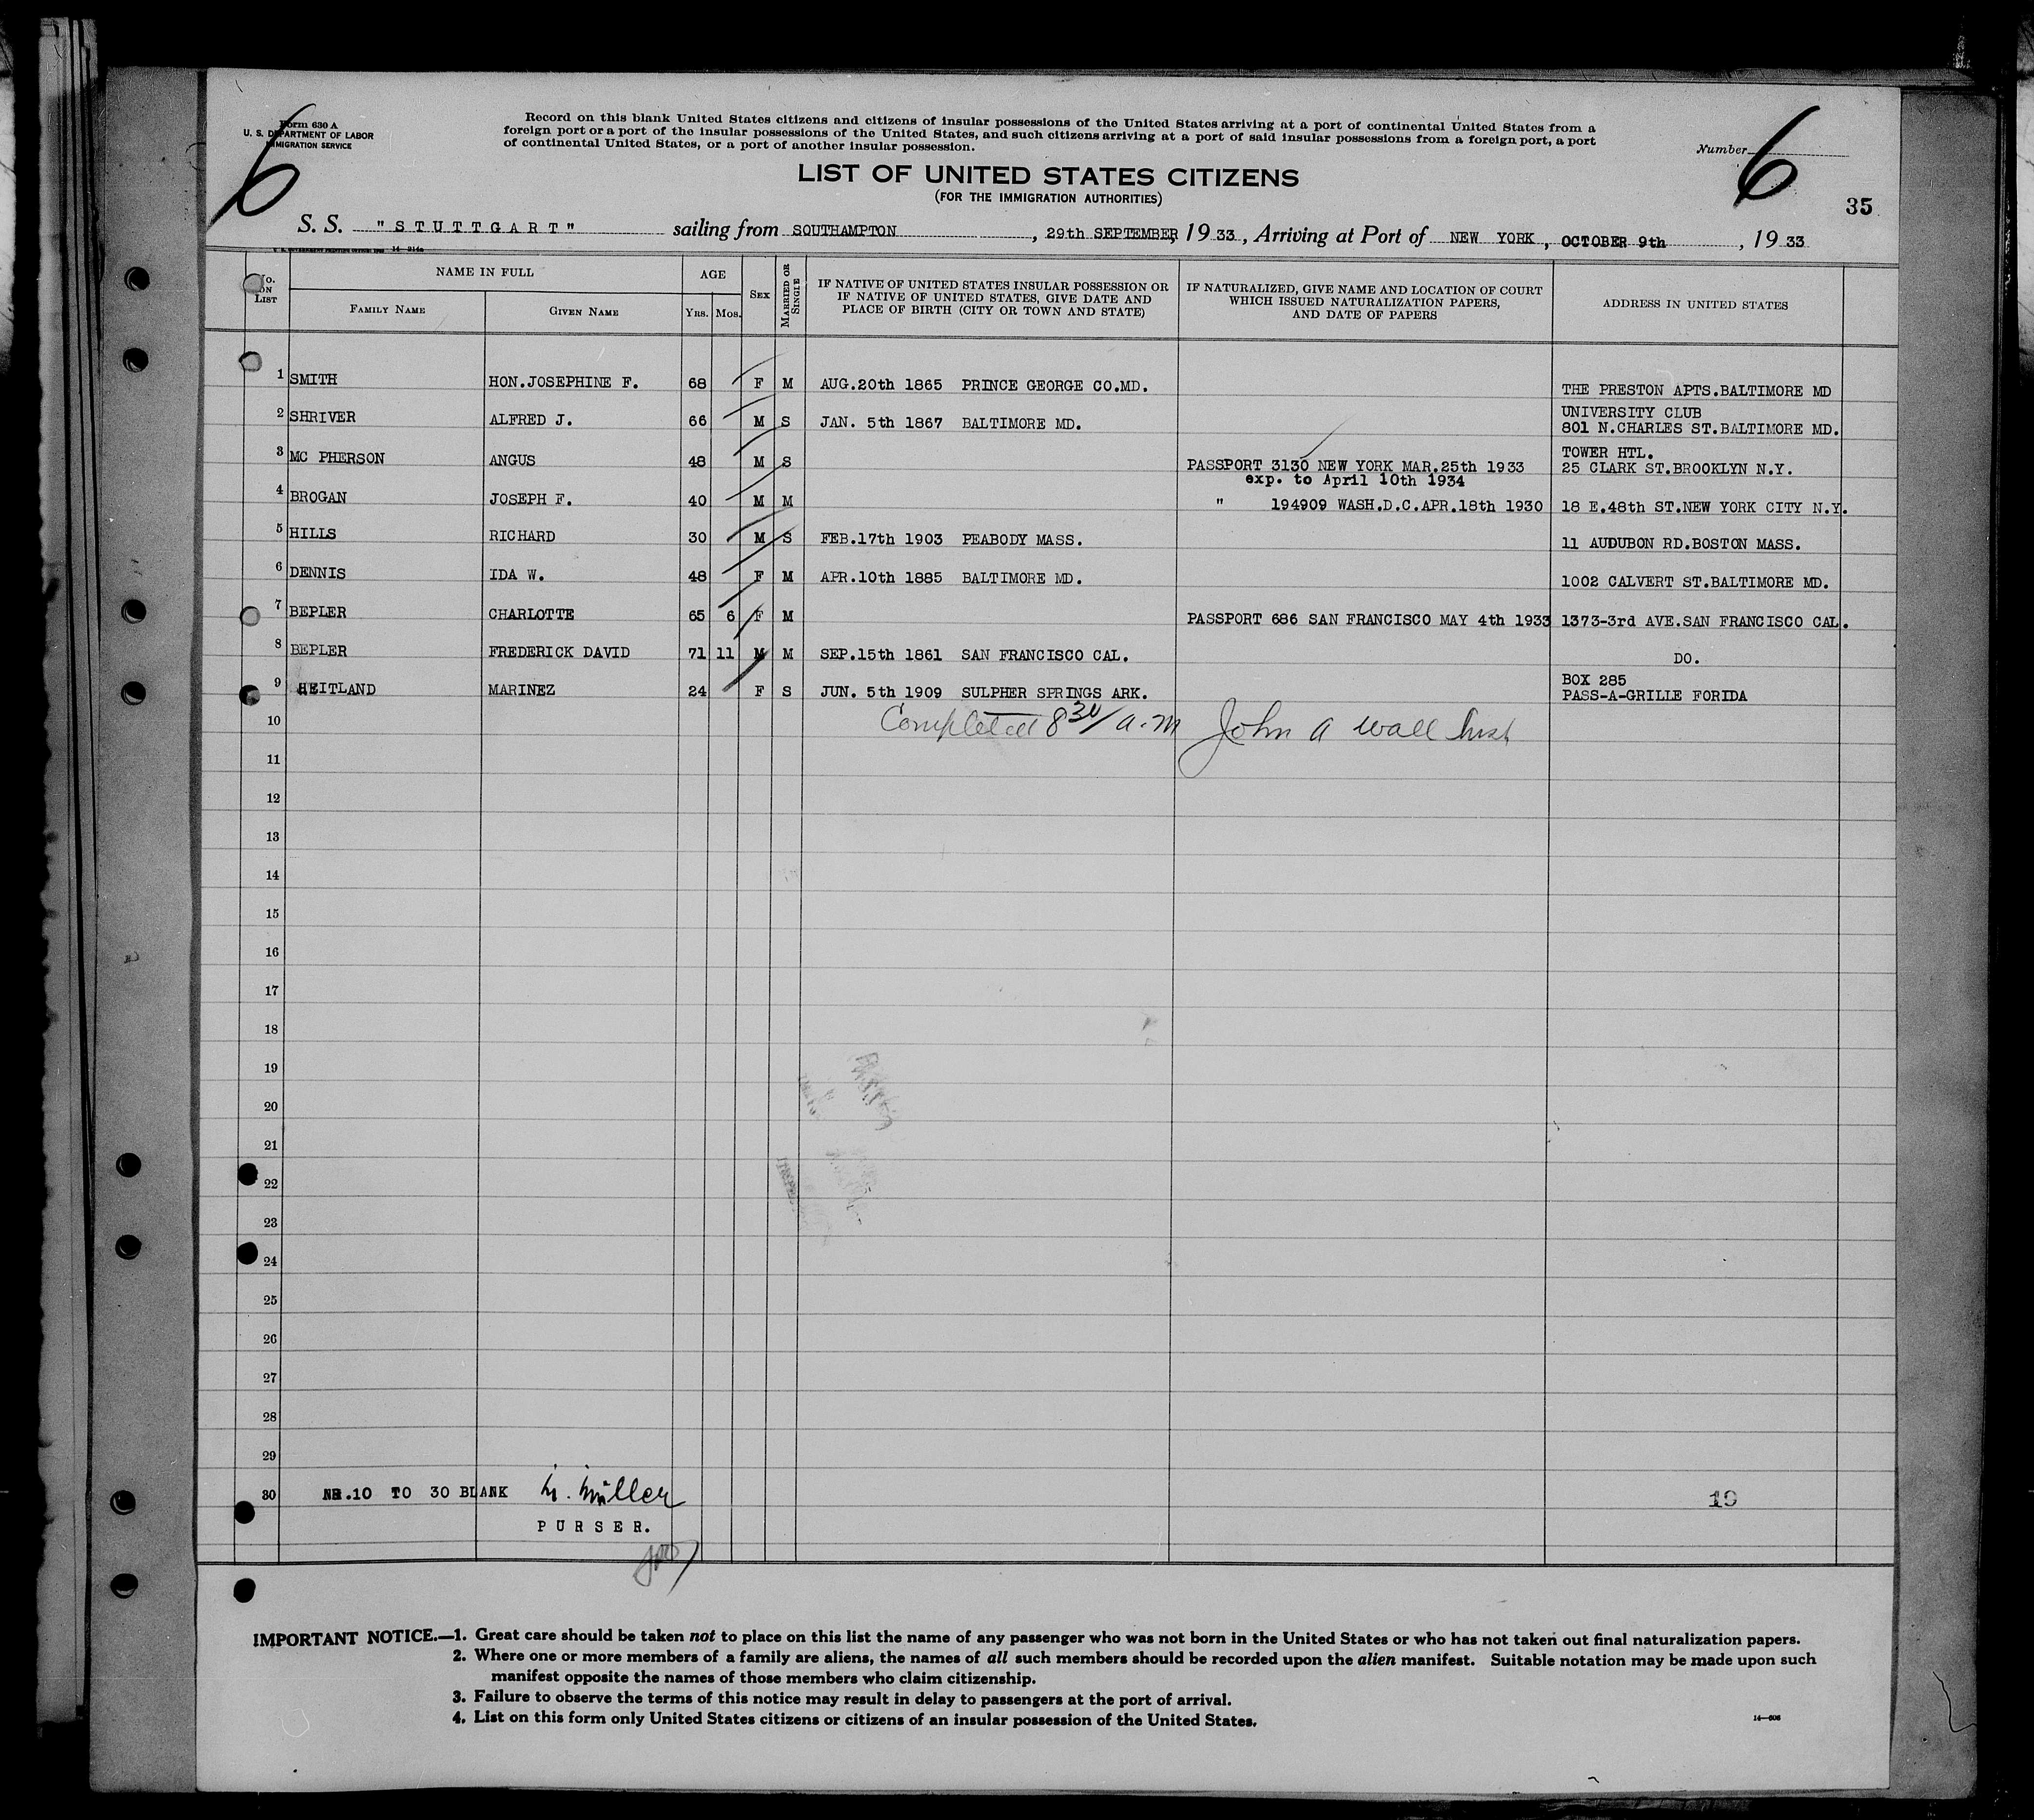 Form 630 A
U. S. DEPARTMENT OF LABOR
IMMIGRATION SERVICE
Record on this blank United States citizens and citizens of insular possessions of the United States arriving at a port of continental United States from a
foreign port or a port of the insular possessions of the United States, and such citizens arriving at a port of said insular possessions from a foreign port, a port
of continental United States, or a port of another insular possession.
Number 6
6
35
LIST OF UNITED STATES CITIZENS
(FOR THE IMMIGRATION AUTHORITIES)
S. S. "STUTTGART" sailing from SOUTHAMPTON, 29th SEPTEMBER, 1933, Arriving at Port of NEW YORK, OCTOBER 9th, 1933
No. ON LIST
NAME IN FULL
FAMILY NAME GIVEN NAME
AGE
YRS. MOS.
SEX
MARRIED OR SINGLE
IF NATIVE OF UNITED STATES INSULAR POSSESSION OR
IF NATIVE OF UNITED STATES, GIVE DATE AND
PLACE OF BIRTH (CITY OR TOWN AND STATE)
IF NATURALIZED, GIVE NAME AND LOCATION OF COURT
WHICH ISSUED NATURALIZATION PAPERS,
AND DATE OF PAPERS
ADDRESS IN UNITED STATES
1 SMITH HON.JOSEPHINE F. 68 F M AUG.20th 1865 PRINCE GEORGE CO.MD. THE PRESTON APTS.BALTIMORE MD
2 SHRIVER ALFRED J. 66 M S JAN. 5th 1867 BALTIMORE MD. UNIVERSITY CLUB
801 N.CHARLES ST.BALTIMORE MD.
3 MC PHERSON ANGUS 48 M S PASSPORT 3130 NEW YORK MAR.25th 1933 TOWER HTL.
25 CLARK ST.BROOKLYN N.Y.
exp. to April 10th 1934
4 BROGAN JOSEPH F. 40 M M " 194909 WASH.D.C.APR.18th 1930 18 E.48th ST.NEW YORK CITY N.Y.
5 HILLS RICHARD 30 M S FEB.17th 1903 PEABODY MASS. 11 AUDUBON RD.BOSTON MASS.
6 DENNIS IDA W. 48 F M APR.10th 1885 BALTIMORE MD. 1002 CALVERT ST.BALTIMORE MD.
7 BEPLER CHARLOTTE 65 6 F M PASSPORT 686 SAN FRANCISCO MAY 4th 1933 1373-3rd AVE.SAN FRANCISCO CAL.
8 BEPLER FREDERICK DAVID 71 11 M M SEP.15th 1861 SAN FRANCISCO CAL. DO.
9 HEITLAND MARINEZ 24 F S JUN. 5th 1909 SULPHER SPRINGS ARK. BOX 285
PASS-A-GRILLE FORIDA
10 Completed 8 30/ a.m John A Wall Insp
11
12
13
14
15
16
17
18
19
20
21
22
23
24
25
26
27
28
29
30 NR.10 TO 30 BLANK Müller
19
PURSER.
IMPORTANT NOTICE.—1. Great care should be taken not to place on this list the name of any passenger who was not born in the United States or who has not taken out final naturalization papers.
2. Where one or more members of a family are aliens, the names of all such members should be recorded upon the alien manifest. Suitable notation may be made upon such
manifest opposite the names of those members who claim citizenship.
3. Failure to observe the terms of this notice may result in delay to passengers at the port of arrival.
4. List on this form only United States citizens or citizens of an insular possession of the United States.
14—606